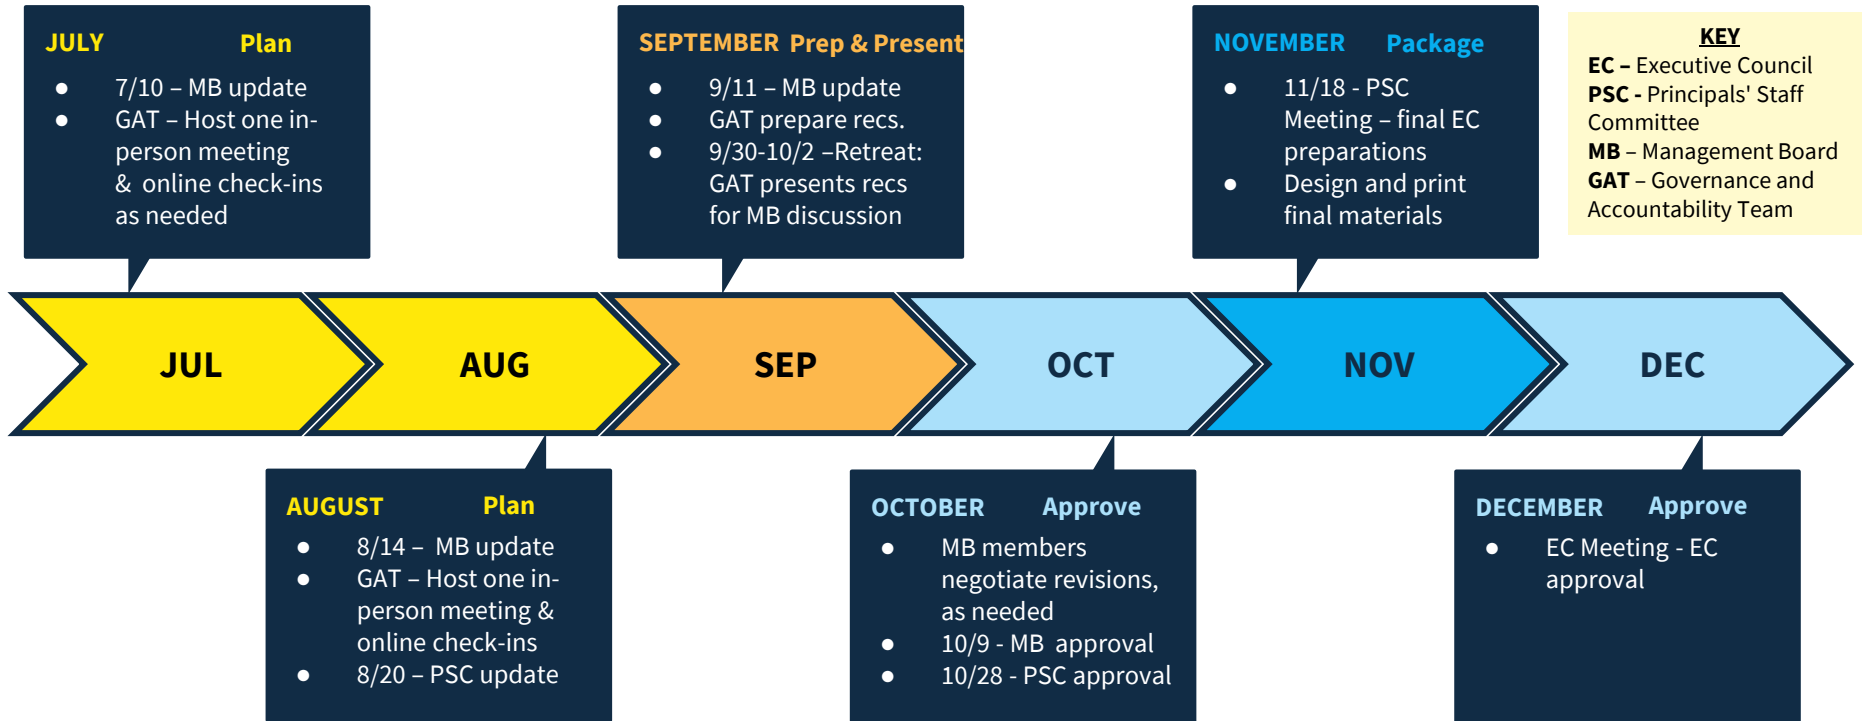 JULY Plan
● 7/10 – MB update
● GAT – Host one in-
person meeting
& online check-ins
as needed
SEPTEMBER Prep & Present
● 9/11 – MB update
● GAT prepare recs.
● 9/30-10/2 –Retreat:
GAT presents recs
for MB discussion
NOVEMBER Package
● 11/18 - PSC
Meeting – final EC
preparations
● Design and print
final materials
KEY
EC – Executive Council
PSC - Principals' Staff
Committee
MB – Management Board
GAT – Governance and
Accountability Team
JUL
AUG
SEP
OCT
NOV
DEC
AUGUST Plan
● 8/14 – MB update
● GAT – Host one in-
person meeting &
online check-ins
● 8/20 – PSC update
OCTOBER Approve
● MB members
negotiate revisions,
as needed
● 10/9 - MB approval
● 10/28 - PSC approval
DECEMBER Approve
● EC Meeting - EC
approval